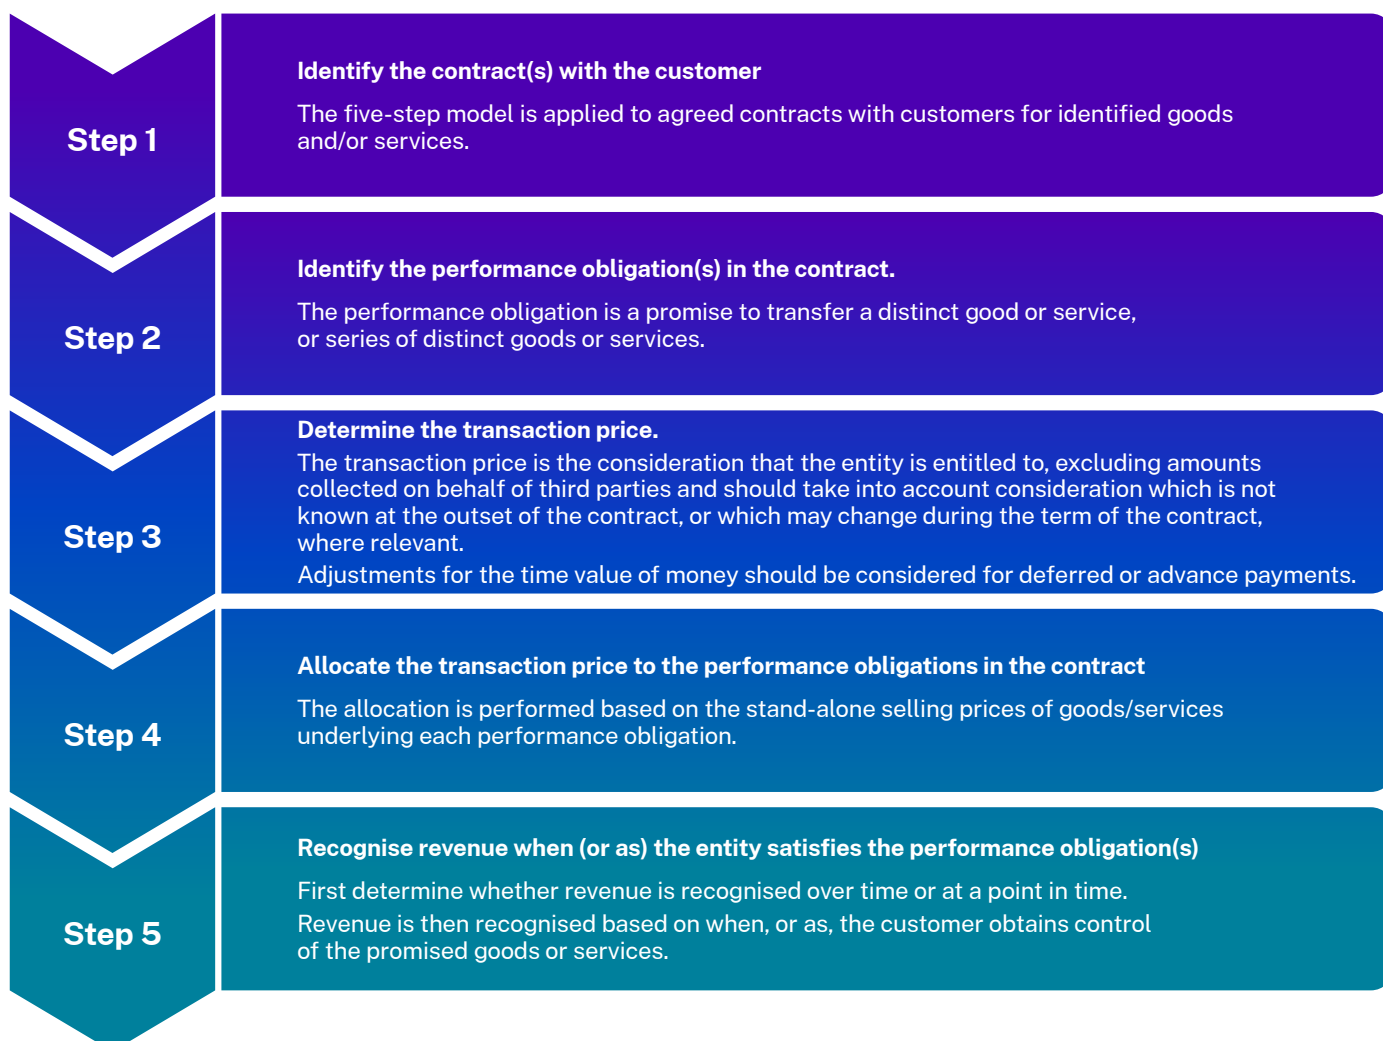 Step 1
Identify the contract(s) with the customer
The five-step model is applied to agreed contracts with customers for identified goods
and/or services.
Step 2
Identify the performance obligation(s) in the contract.
The performance obligation is a promise to transfer a distinct good or service,
or series of distinct goods or services.
Step 3
Determine the transaction price.
The transaction price is the consideration that the entity is entitled to, excluding amounts
collected on behalf of third parties and should take into account consideration which is not
known at the outset of the contract, or which may change during the term of the contract,
where relevant.
Adjustments for the time value of money should be considered for deferred or advance payments.
Step 4
Allocate the transaction price to the performance obligations in the contract
The allocation is performed based on the stand-alone selling prices of goods/services
underlying each performance obligation.
Step 5
Recognise revenue when (or as) the entity satisfies the performance obligation(s)
First determine whether revenue is recognised over time or at a point in time.
Revenue is then recognised based on when, or as, the customer obtains control
of the promised goods or services.